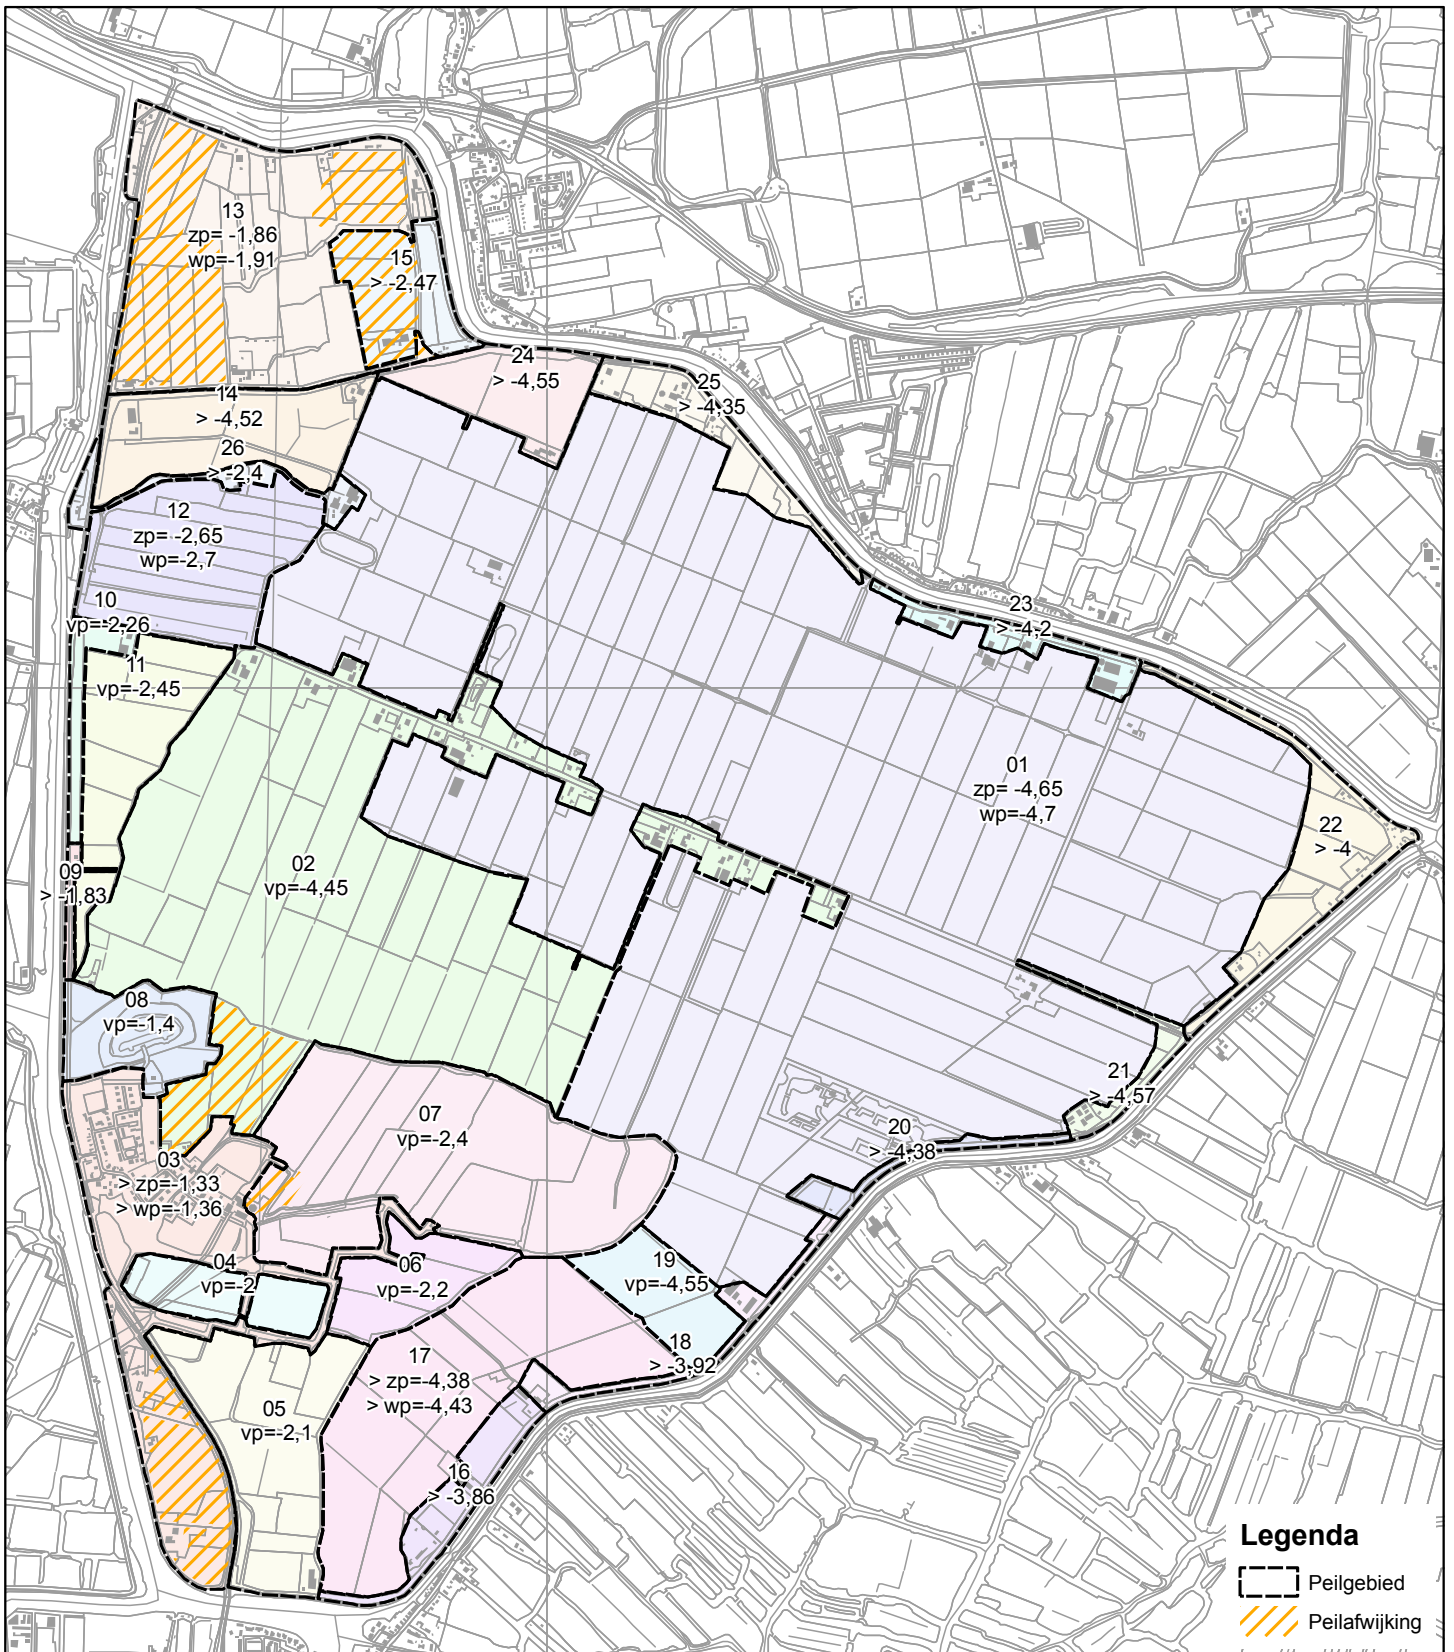 13
zp= -1,86
wp=-1,91
15
> -2,47
24
> -4,55
25
> -4,35
14
> -4,52
26
> -2,4
12
zp= -2,65
wp=-2,7
10
vp=-2,26
11
vp=-2,45
23
> -4,2
01
zp= -4,65
wp=-4,7
22
> -4
02
vp=-4,45
09
> -1,83
08
vp=-1,4
21
> -4,57
07
vp=-2,4
20
> -4,38
03
> zp=-1,33
> wp=-1,36
04
vp=-2
06
vp=-2,2
19
vp=-4,55
18
> -3,92
17
> zp=-4,38
> wp=-4,43
05
vp=-2,1
16
> -3,86
Legenda
Peilgebied
Peilafwijking